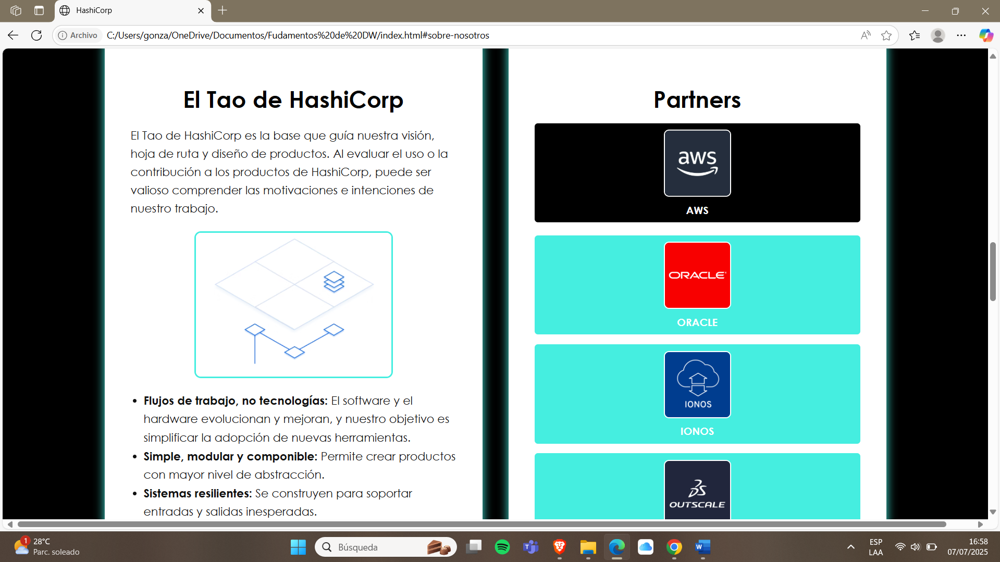 HashiCorp
Archivo
C:/Users/gonza/OneDrive/Documentos/Fudamentos%20de%20DW/index.html#sobre-nosotros
El Tao de HashiCorp
El Tao de HashiCorp es la base que guía nuestra visión,
hoja de ruta y diseño de productos. Al evaluar el uso o la
contribución a los productos de HashiCorp, puede ser
valioso comprender las motivaciones e intenciones de
nuestro trabajo.
• Flujos de trabajo, no tecnologías: El software y el
hardware evolucionan y mejoran, y nuestro objetivo es
simplificar la adopción de nuevas herramientas.
• Simple, modular y componible: Permite crear productos
con mayor nivel de abstracción.
• Sistemas resilientes: Se construyen para soportar
entradas y salidas inesperadas.
Partners
aws
AWS
ORACLE
ORACLE
IONOS
IONOS
OUTSCALE
1
28°C
Parc. soleado
Búsqueda
ESP
LAA
16:58
07/07/2025